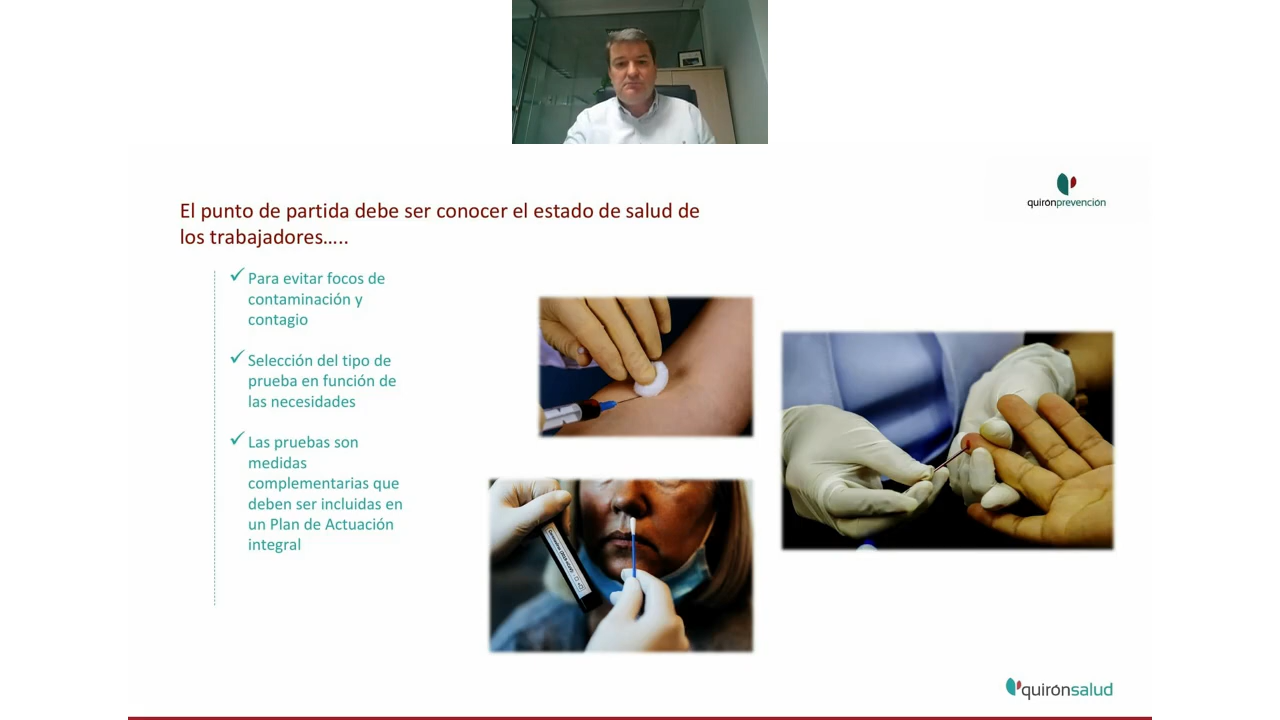 quirónprevención
El punto de partida debe ser conocer el estado de salud de
los trabajadores…..
✓Para evitar focos de
contaminación y
contagio
✓Selección del tipo de
prueba en función de
las necesidades
✓Las pruebas son
medidas
complementarias que
deben ser incluidas en
un Plan de Actuación
integral
quirónsalud